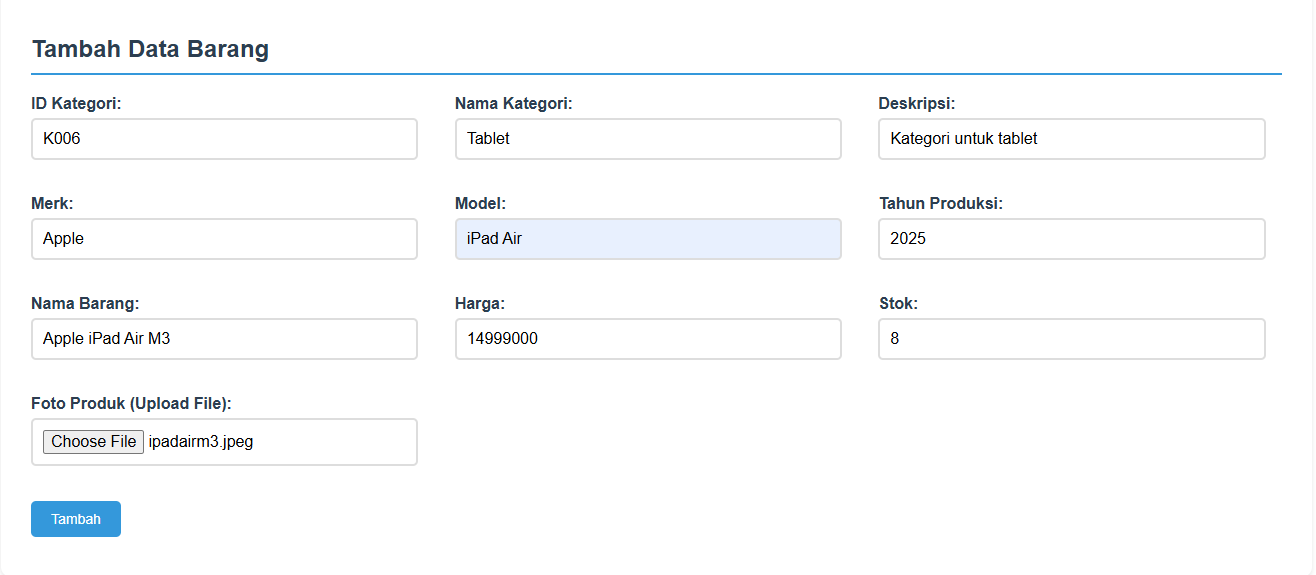 Tambah Data Barang
ID Kategori: Nama Kategori: Deskripsi:
K006 Tablet Kategori untuk tablet
Merk: Model: Tahun Produksi:
Apple iPad Air 2025
Nama Barang: Harga: Stok:
Apple iPad Air M3 14999000 8
Foto Produk (Upload File):
Choose File ipadairm3.jpeg
Tambah